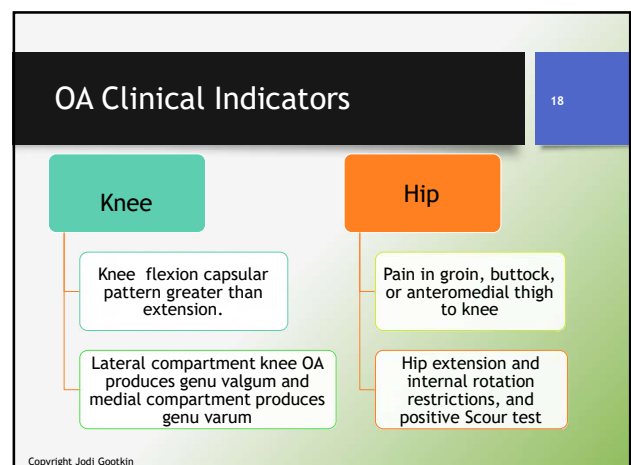 OA Clinical Indicators
18
Knee
Knee flexion capsular
pattern greater than
extension.
Lateral compartment knee OA
produces genu valgum and
medial compartment produces
genu varum
Hip
Pain in groin, buttock,
or anteromedial thigh
to knee
Hip extension and
internal rotation
restrictions, and
positive Scour test
Copyright Jodi Gootkin